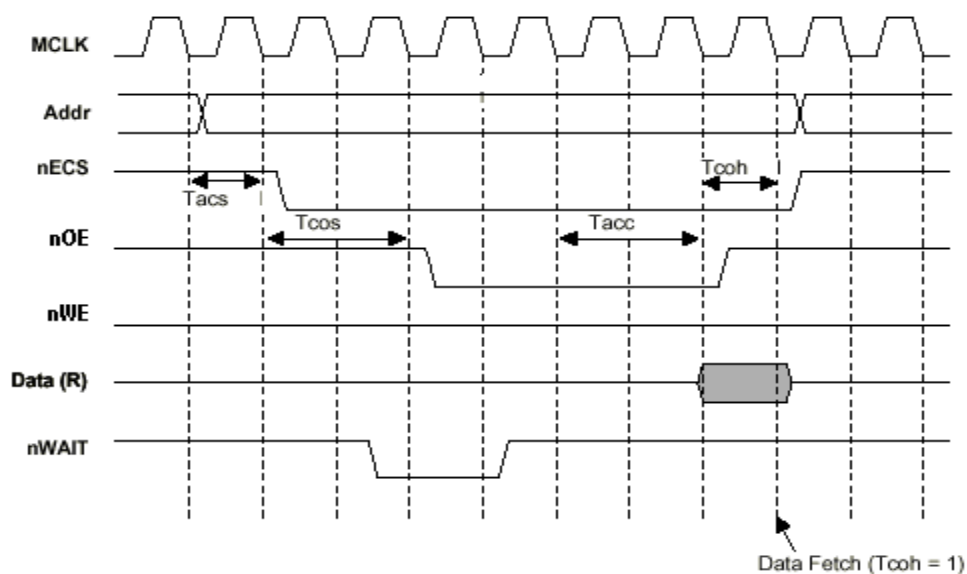 MCLK
Addr
nECS
Tcoh
Tacs
Tcos
Tacc
nOE
nWE
Data (R)
nWAIT
Data Fetch (Tcoh = 1)